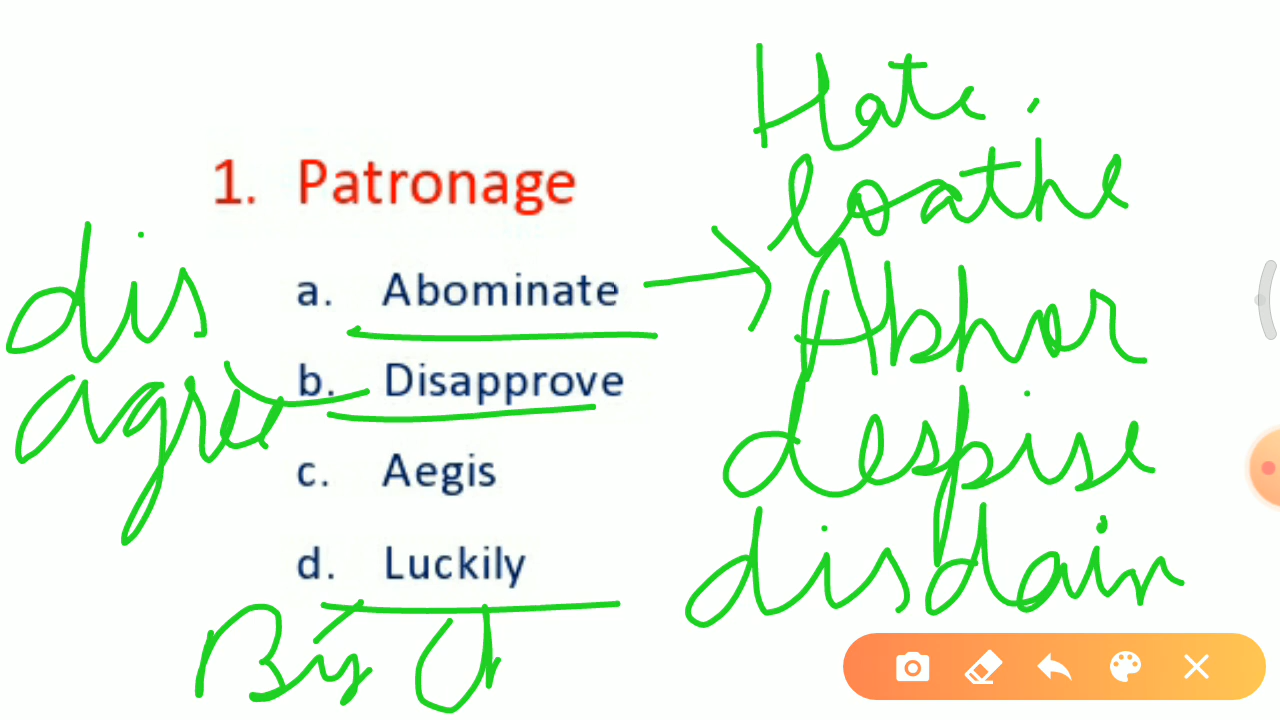 Hate.
loathe
1. Patronage
dis
a. Abominate
Abhor
agree
b. Disapprove
despise
c. Aegis
disdain
d. Luckily
By